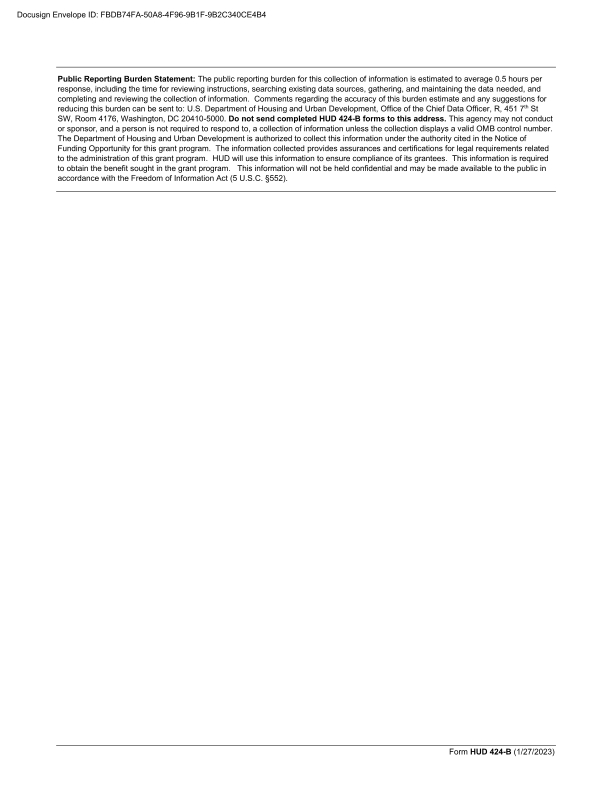 Docusign Envelope ID: FBDB74FA-50A8-4F96-9B1F-9B2C340CE4B4
Public Reporting Burden Statement: The public reporting burden for this collection of information is estimated to average 0.5 hours per
response, including the time for reviewing instructions, searching existing data sources, gathering, and maintaining the data needed, and
completing and reviewing the collection of information.  Comments regarding the accuracy of this burden estimate and any suggestions for
reducing this burden can be sent to: U.S. Department of Housing and Urban Development, Office of the Chief Data Officer, R, 451 7th St
SW, Room 4176, Washington, DC 20410-5000. Do not send completed HUD 424-B forms to this address. This agency may not conduct
or sponsor, and a person is not required to respond to, a collection of information unless the collection displays a valid OMB control number.
The Department of Housing and Urban Development is authorized to collect this information under the authority cited in the Notice of
Funding Opportunity for this grant program.  The information collected provides assurances and certifications for legal requirements related
to the administration of this grant program.  HUD will use this information to ensure compliance of its grantees.  This information is required
to obtain the benefit sought in the grant program.   This information will not be held confidential and may be made available to the public in
accordance with the Freedom of Information Act (5 U.S.C. §552).
Form HUD 424-B (1/27/2023)